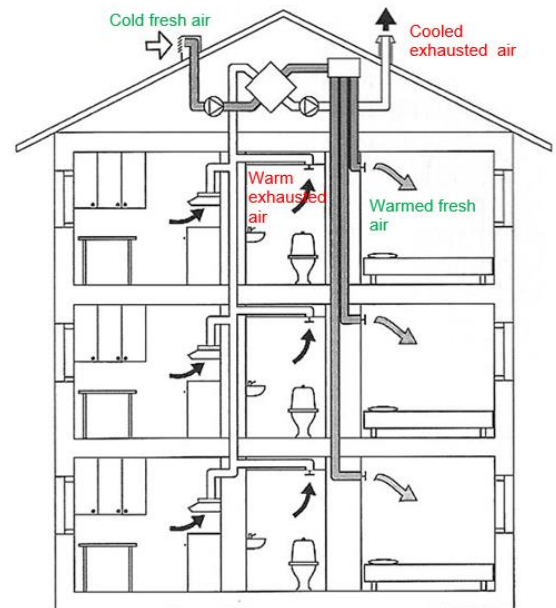 Cold fresh air
Cooled
exhausted air
Warm
exhausted
air
Warmed fresh
air